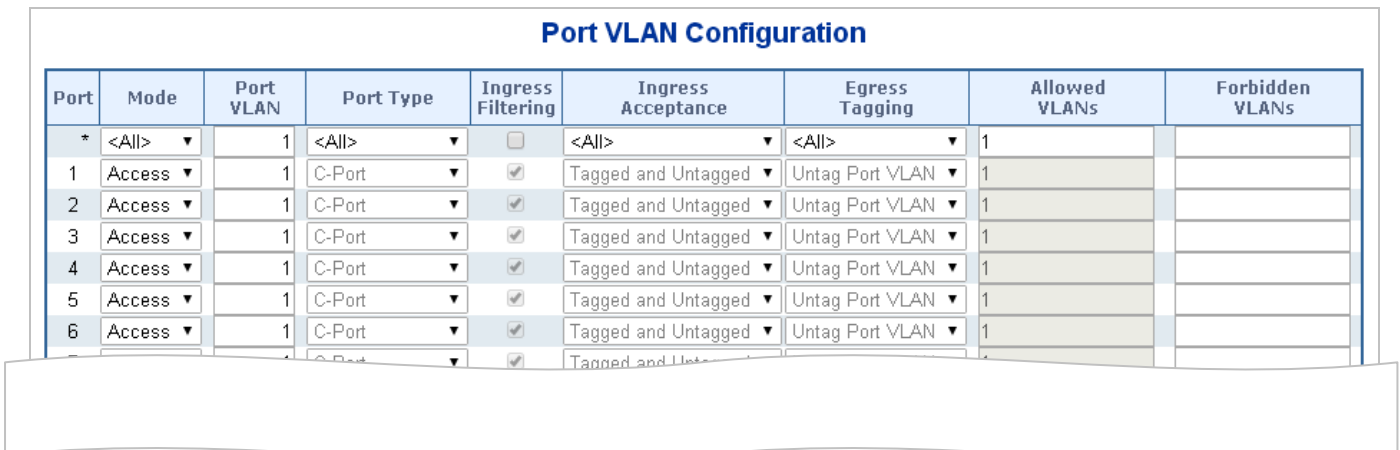 Port VLAN Configuration
Port Mode Port VLAN Port Type Ingress Filtering Ingress Acceptance Egress Tagging Allowed VLANs Forbidden VLANs
* <All> 1 <All> <All> <All> 1
1 Access 1 C-Port Tagged and Untagged Untag Port VLAN 1
2 Access 1 C-Port Tagged and Untagged Untag Port VLAN 1
3 Access 1 C-Port Tagged and Untagged Untag Port VLAN 1
4 Access 1 C-Port Tagged and Untagged Untag Port VLAN 1
5 Access 1 C-Port Tagged and Untagged Untag Port VLAN 1
6 Access 1 C-Port Tagged and Untagged Untag Port VLAN 1
Tagged and